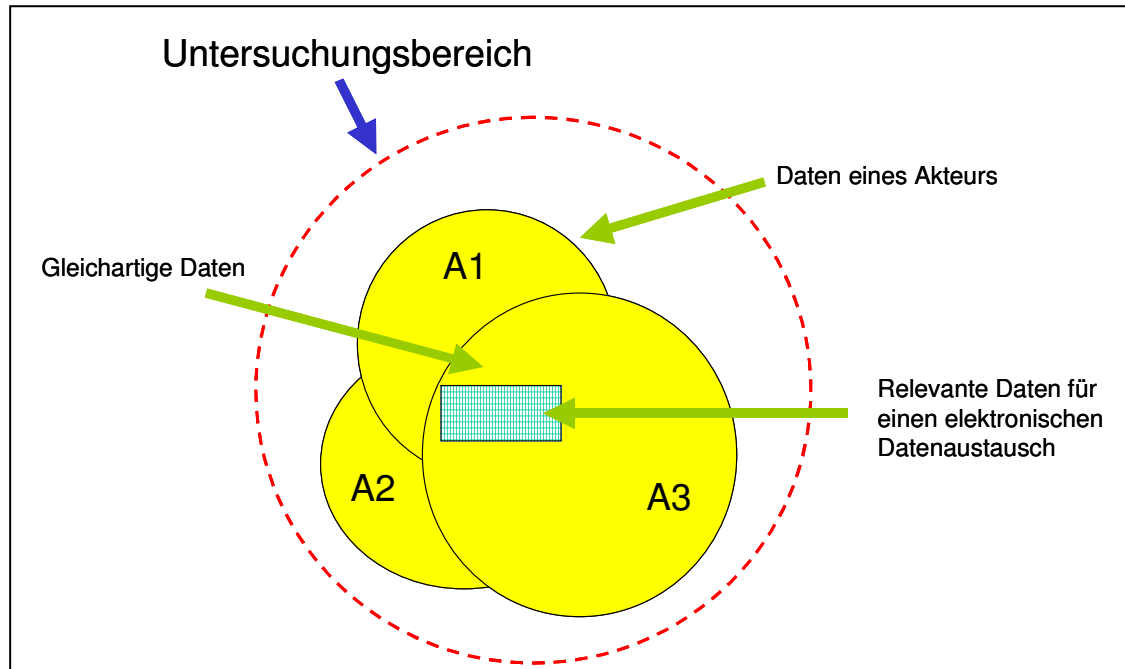 Untersuchungsbereich
Daten eines Akteurs
A1
Gleichartige Daten
Relevante Daten für
einen elektronischen
Datenaustausch
A2
A3